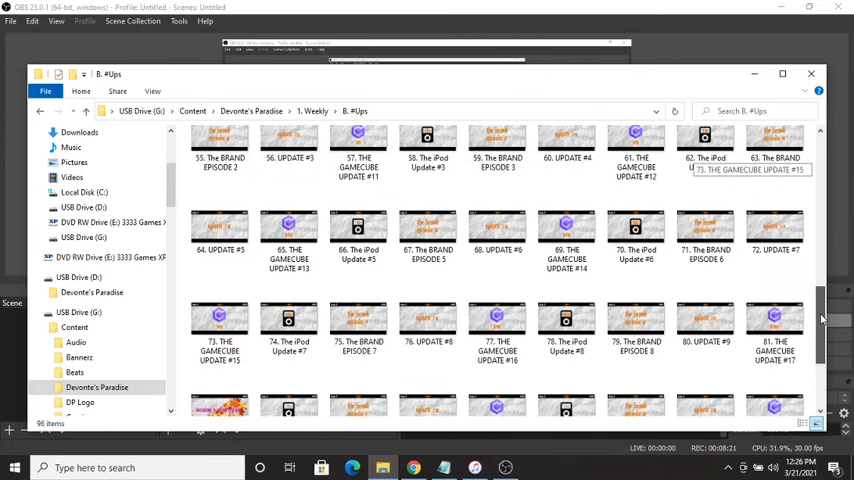 OBS 25.0.1 (64-bit, windows) - Profile: Untitled - Scenes: Untitled
File Edit View Profile Scene Collection Tools Help
B. #Ups
File Home Share View
USB Drive (G:) > Content > Devonte's Paradise > 1. Weekly > B. #Ups
Search B. #Ups
Downloads
Music
Pictures
Videos
Local Disk (C:)
USB Drive (D:)
DVD RW Drive (E:) 3333 Games X
USB Drive (G:)
DVD RW Drive (E:) 3333 Games XP
USB Drive (D:)
Devonte's Paradise
USB Drive (G:)
Content
Audio
Bannerz
Beats
Devonte's Paradise
DP Logo
55. The BRAND EPISODE 2
56. UPDATE #3
57. THE GAMECUBE UPDATE #11
58. The iPod Update #3
59. The BRAND EPISODE 3
60. UPDATE #4
61. THE GAMECUBE UPDATE #12
62. The iPod
63. The BRAND
73. THE GAMECUBE UPDATE #15
64. UPDATE #5
65. THE GAMECUBE UPDATE #13
66. The iPod Update #5
67. The BRAND EPISODE 5
68. UPDATE #6
69. THE GAMECUBE UPDATE #14
70. The iPod Update #6
71. The BRAND EPISODE 6
72. UPDATE #7
73. THE GAMECUBE UPDATE #15
74. The iPod Update #7
75. The BRAND EPISODE 7
76. UPDATE #8
77. THE GAMECUBE UPDATE #16
78. The iPod Update #8
79. The BRAND EPISODE 8
80. UPDATE #9
81. THE GAMECUBE UPDATE #17
96 items
Scene
LIVE: 00:00:00 REC: 00:08:21 CPU: 31.9%, 30.00 fps
Type here to search
12:26 PM
3/21/2021